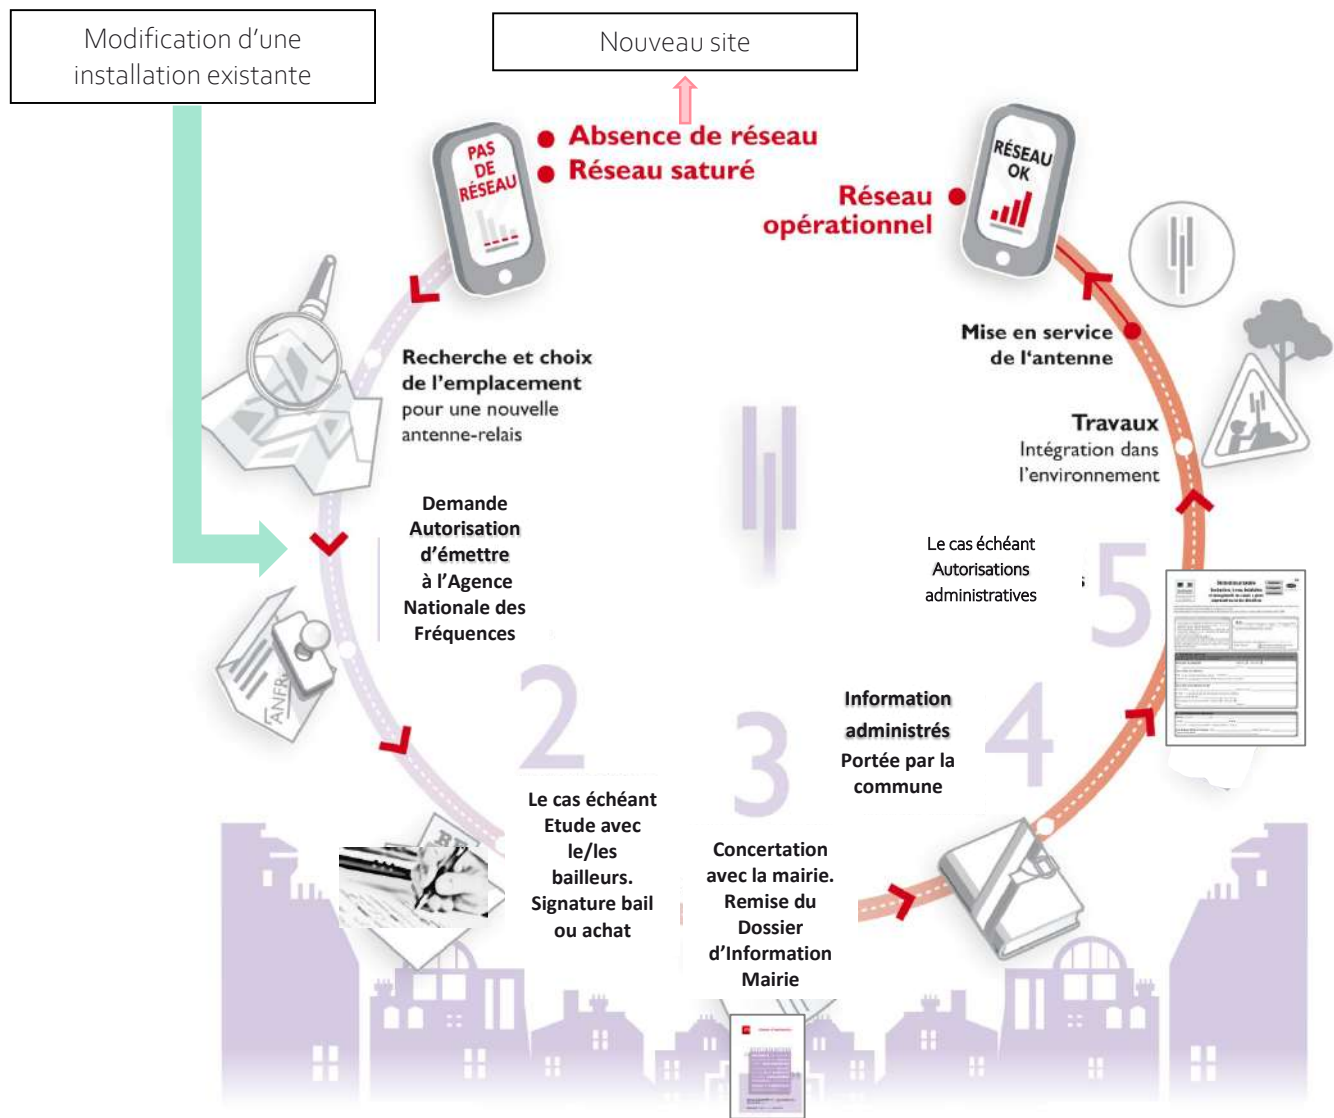 Modification d'une
installation existante
Nouveau site
PAS
DE
RÉSEAU
Absence de réseau
Réseau saturé
RÉSEAU
OK
Réseau
opérationnel
Recherche et choix
de l'emplacement
pour une nouvelle
antenne-relais
Mise en service
de l'antenne
Travaux
Intégration dans
l'environnement
Demande
Autorisation
d'émettre
à l'Agence
Nationale des
Fréquences
ANFR
Le cas échéant
Autorisations
administratives
5
2
3
4
Information
administrés
Portée par la
commune
Le cas échéant
Etude avec
le/les
bailleurs.
Signature bail
ou achat
Concertation
avec la mairie.
Remise du
Dossier
d'Information
Mairie